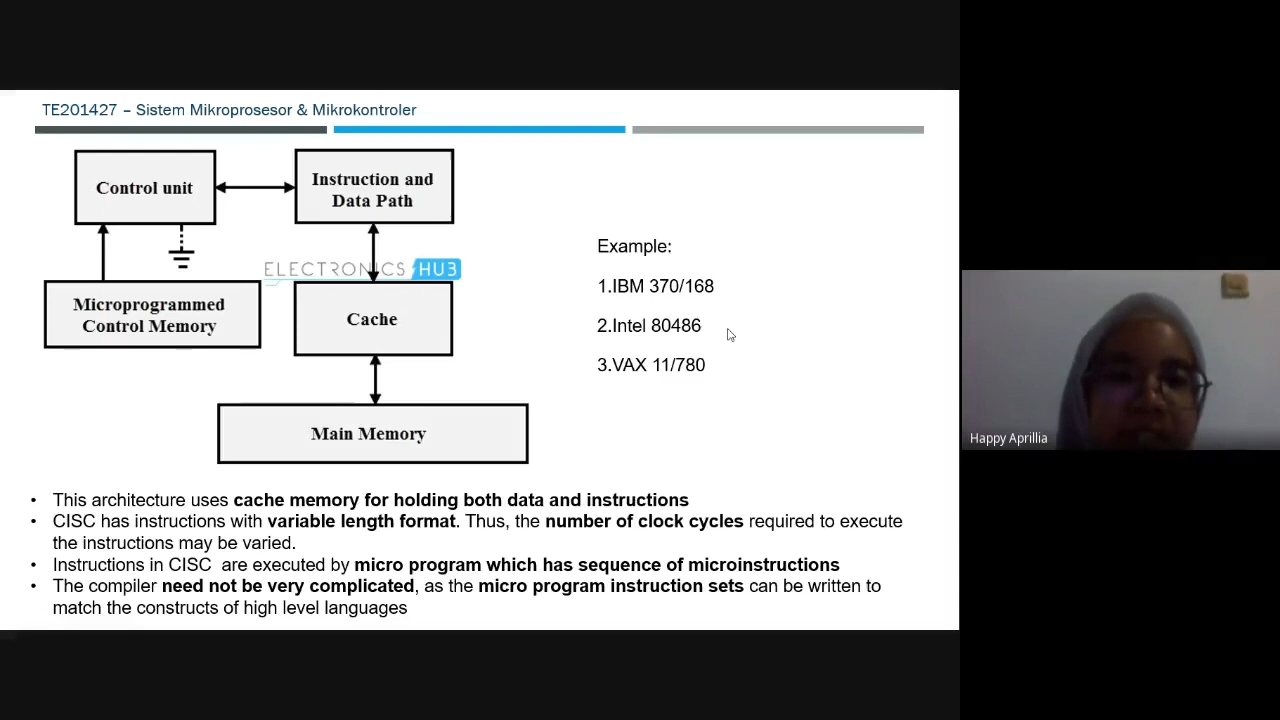 TE201427 – Sistem Mikroprosesor & Mikrokontroler
Control unit
Instruction and
Data Path
ELECTRONICS HUB
Microprogrammed
Control Memory
Cache
Main Memory
Example:
1.IBM 370/168
2.Intel 80486
3.VAX 11/780
• This architecture uses cache memory for holding both data and instructions
• CISC has instructions with variable length format. Thus, the number of clock cycles required to execute
the instructions may be varied.
• Instructions in CISC are executed by micro program which has sequence of microinstructions
• The compiler need not be very complicated, as the micro program instruction sets can be written to
match the constructs of high level languages
Happy Aprillia